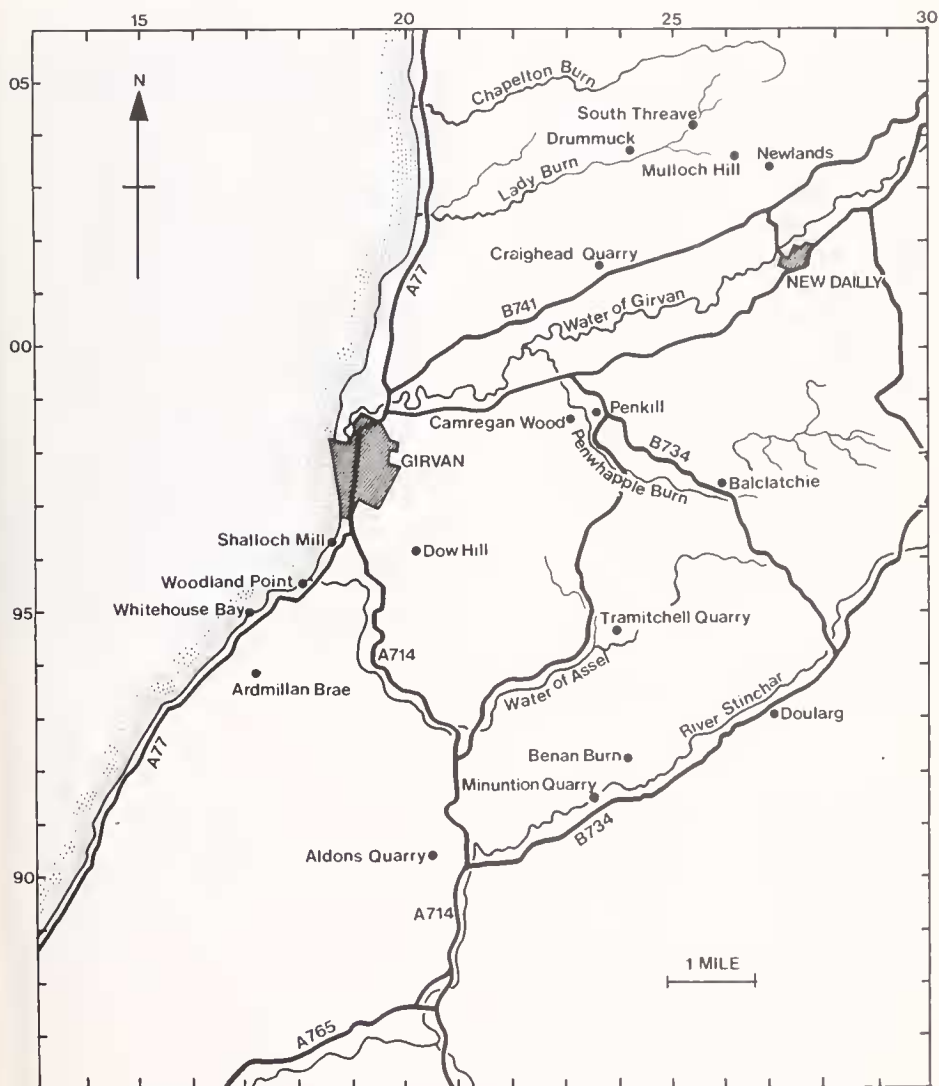 15
20
25
30
05
N
Chapelton Burn
South Threave
Drummuck
Lady Burn
Mulloch Hill
Newlands
Craighead Quarry
A77
B741
NEW DAILLY
Water of Girvan
00
Camregan Wood
Penkill
Penwhapple Burn
B734
GIRVAN
Balclatchie
Shalloch Mill
Dow Hill
Woodland Point
Whitehouse Bay
95
Tramitchell Quarry
A714
Water of Assel
Ardmillan Brae
River Stinchar
Doularg
A77
Benan Burn
Minuntion Quarry
B734
Aldons Quarry
90
A714
1 MILE
A765